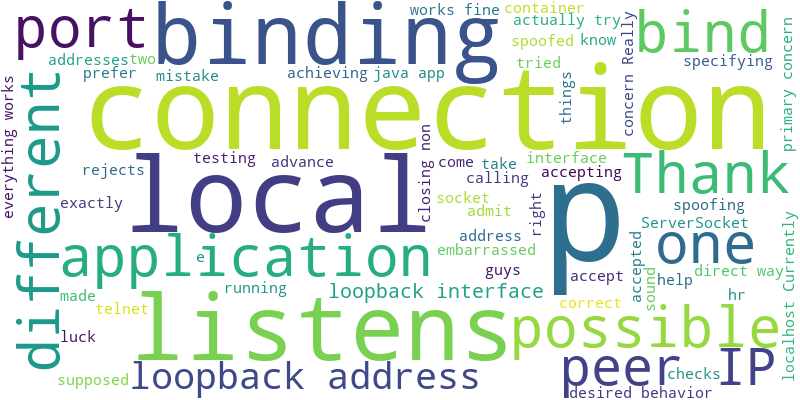 port
binding
works fine
container
actually try
spoofed
know
bind
specifying
addresses
two
prefer
mistake
achieving
java app
tried
things
concern Really
primary concern
different
everything works
connection
rejects
exactly
testing
advance
local
closing non
come
take
interface
calling
accepting
socket
admit
right
p
Thank
spoofing
ServerSocket
one
application
e
address
embarrassed
guys
accept
accepted
sound
direct way
help
hr
localhost Currently
made
telnet
luck
running
loopback interface
listens
correct
possible
supposed
loopback address
peer IP
checks
desired behavior